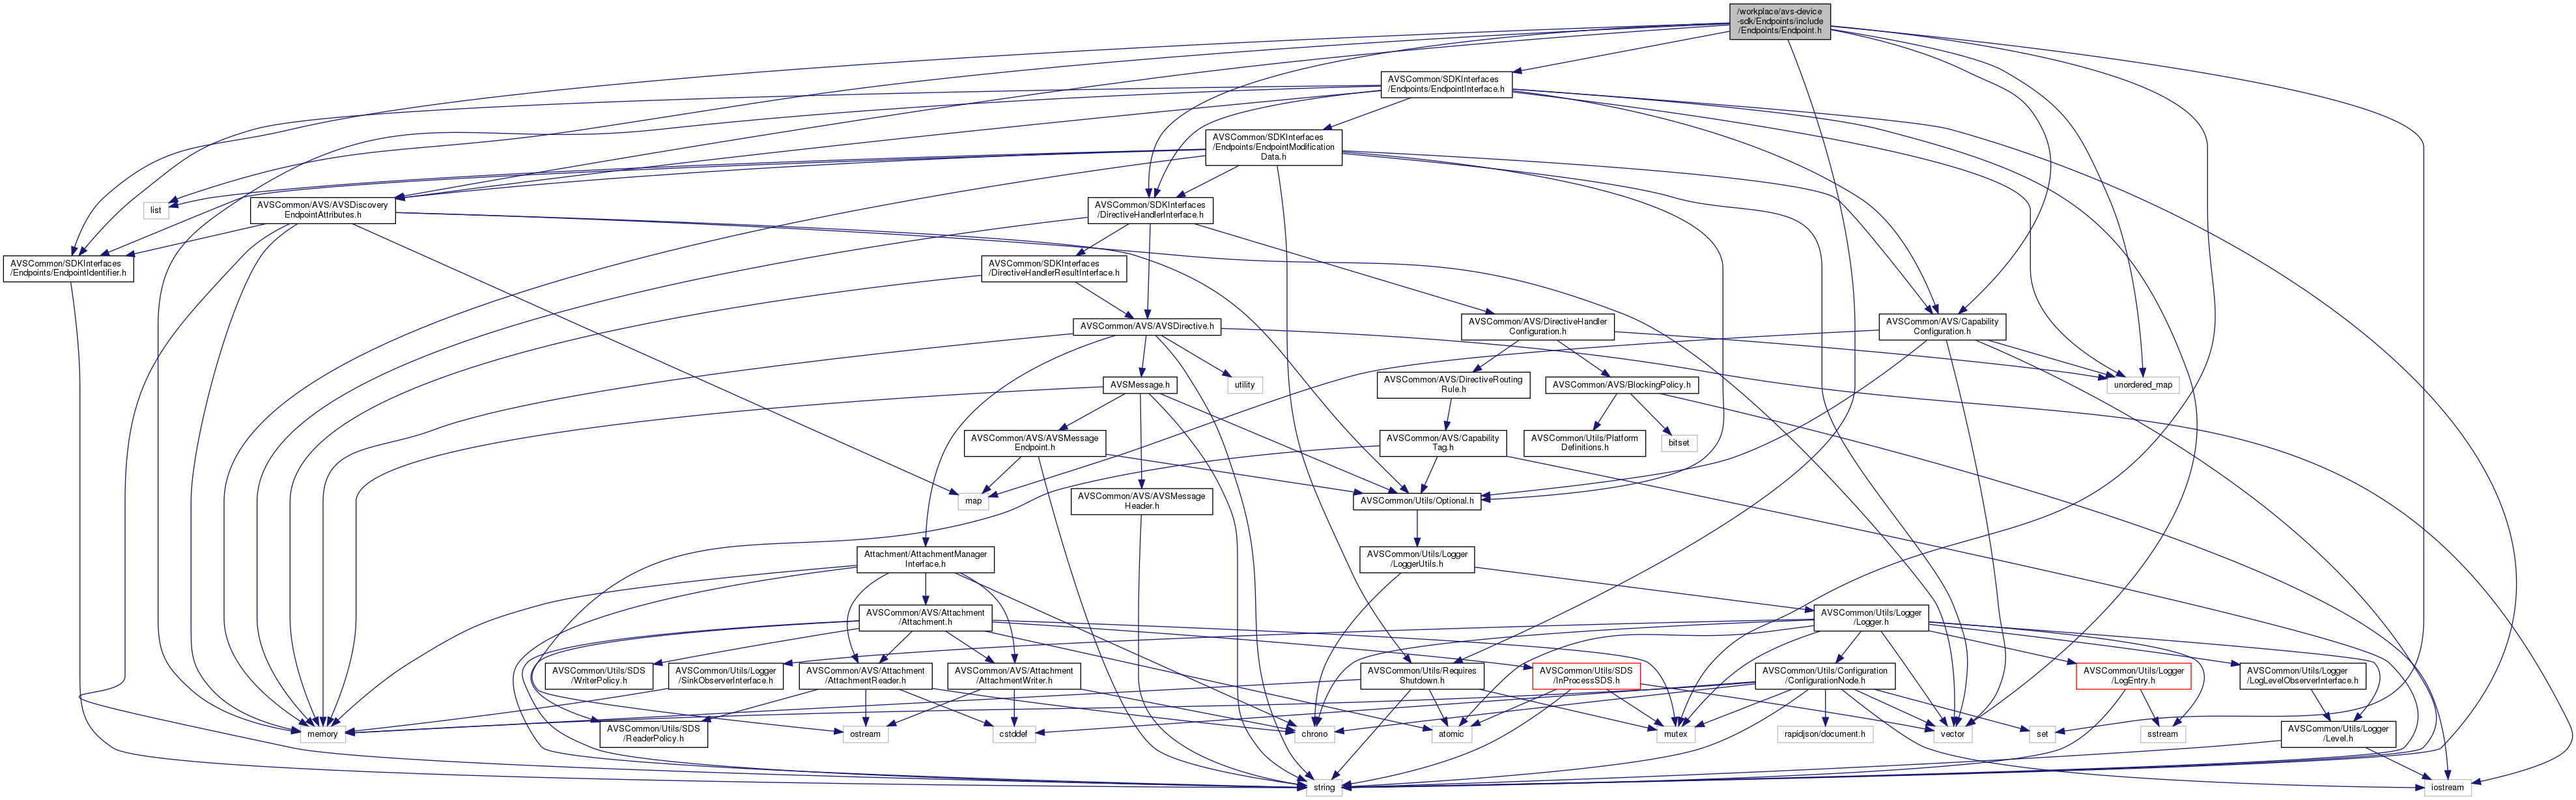 /workplace/avs-device
-sdk/Endpoints/include
/Endpoints/Endpoint.h
AVSCommon/SDKInterfaces
/Endpoints/EndpointInterface.h
AVSCommon/SDKInterfaces
/Endpoints/EndpointModification
Data.h
list
AVSCommon/AVS/AVSDiscovery
EndpointAttributes.h
AVSCommon/SDKInterfaces
/DirectiveHandlerInterface.h
AVSCommon/SDKInterfaces
/Endpoints/EndpointIdentifier.h
AVSCommon/SDKInterfaces
/DirectiveHandlerResultInterface.h
AVSCommon/AVS/AVSDirective.h
AVSCommon/AVS/DirectiveHandler
Configuration.h
AVSCommon/AVS/Capability
Configuration.h
AVSMessage.h
utility
AVSCommon/AVS/DirectiveRouting
Rule.h
AVSCommon/AVS/BlockingPolicy.h
unordered_map
AVSCommon/AVS/AVSMessage
Endpoint.h
AVSCommon/AVS/Capability
Tag.h
AVSCommon/Utils/Platform
Definitions.h
bitset
map
AVSCommon/AVS/AVSMessage
Header.h
AVSCommon/Utils/Optional.h
Attachment/AttachmentManager
Interface.h
AVSCommon/Utils/Logger
/LoggerUtils.h
AVSCommon/AVS/Attachment
/Attachment.h
AVSCommon/Utils/Logger
/Logger.h
AVSCommon/Utils/SDS
/WriterPolicy.h
AVSCommon/Utils/Logger
/SinkObserverInterface.h
AVSCommon/AVS/Attachment
/AttachmentReader.h
AVSCommon/AVS/Attachment
/AttachmentWriter.h
AVSCommon/Utils/Requires
Shutdown.h
AVSCommon/Utils/SDS
/InProcessSDS.h
AVSCommon/Utils/Configuration
/ConfigurationNode.h
AVSCommon/Utils/Logger
/LogEntry.h
AVSCommon/Utils/Logger
/LogLevelObserverInterface.h
memory
AVSCommon/Utils/SDS
/ReaderPolicy.h
ostream
cstddef
chrono
atomic
mutex
rapidjson/document.h
vector
set
sstream
AVSCommon/Utils/Logger
/Level.h
string
iostream